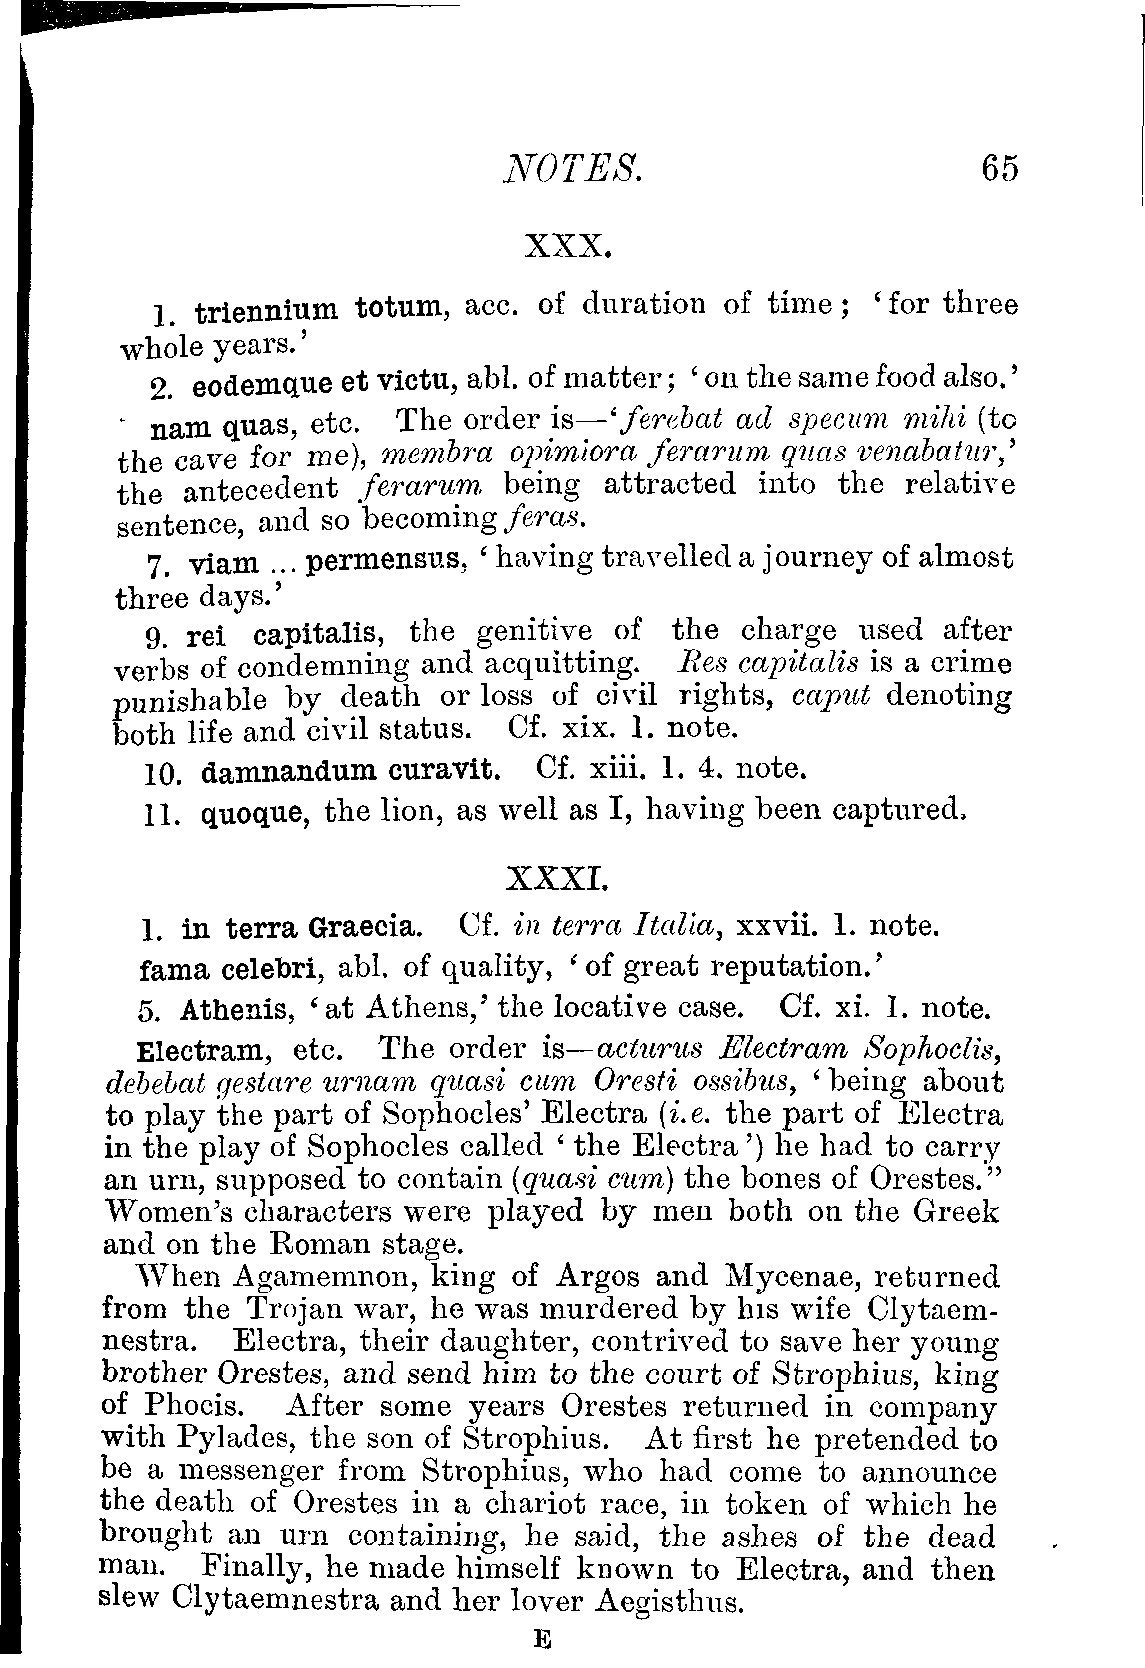 NOTES. 65
XXX.
1. triennium totum, acc. of duration of time; ‘for three
whole years.’
2. eodemque et victu, abl. of matter; ‘on the same food also.’
nam quas, etc. The order is—‘ferebat ad specum mihi (to
the cave for me), membra opimiora ferarum quas venabatur,’
the antecedent ferarum being attracted into the relative
sentence, and so becoming feras.
7. viam ... permensus, ‘having travelled a journey of almost
three days.’
9. rei capitalis, the genitive of the charge used after
verbs of condemning and acquitting. Res capitalis is a crime
punishable by death or loss of civil rights, caput denoting
both life and civil status. Cf. xix. 1. note.
10. damnandum curavit. Cf. xiii. 1. 4. note.
11. quoque, the lion, as well as I, having been captured.
XXXI.
1. in terra Graecia. Cf. in terra Italia, xxvii. 1. note.
fama celebri, abl. of quality, ‘of great reputation.’
5. Athenis, ‘at Athens,’ the locative case. Cf. xi. 1. note.
Electram, etc. The order is—acturus Electram Sophoclis,
debebat gestare urnam quasi cum Oresti ossibus, ‘being about
to play the part of Sophocles’ Electra (i.e. the part of Electra
in the play of Sophocles called ‘the Electra’) he had to carry
an urn, supposed to contain (quasi cum) the bones of Orestes.”
Women’s characters were played by men both on the Greek
and on the Roman stage.
When Agamemnon, king of Argos and Mycenae, returned
from the Trojan war, he was murdered by his wife Clytaem-
nestra. Electra, their daughter, contrived to save her young
brother Orestes, and send him to the court of Strophius, king
of Phocis. After some years Orestes returned in company
with Pylades, the son of Strophius. At first he pretended to
be a messenger from Strophius, who had come to announce
the death of Orestes in a chariot race, in token of which he
brought an urn containing, he said, the ashes of the dead
man. Finally, he made himself known to Electra, and then
slew Clytaemnestra and her lover Aegisthus.
E